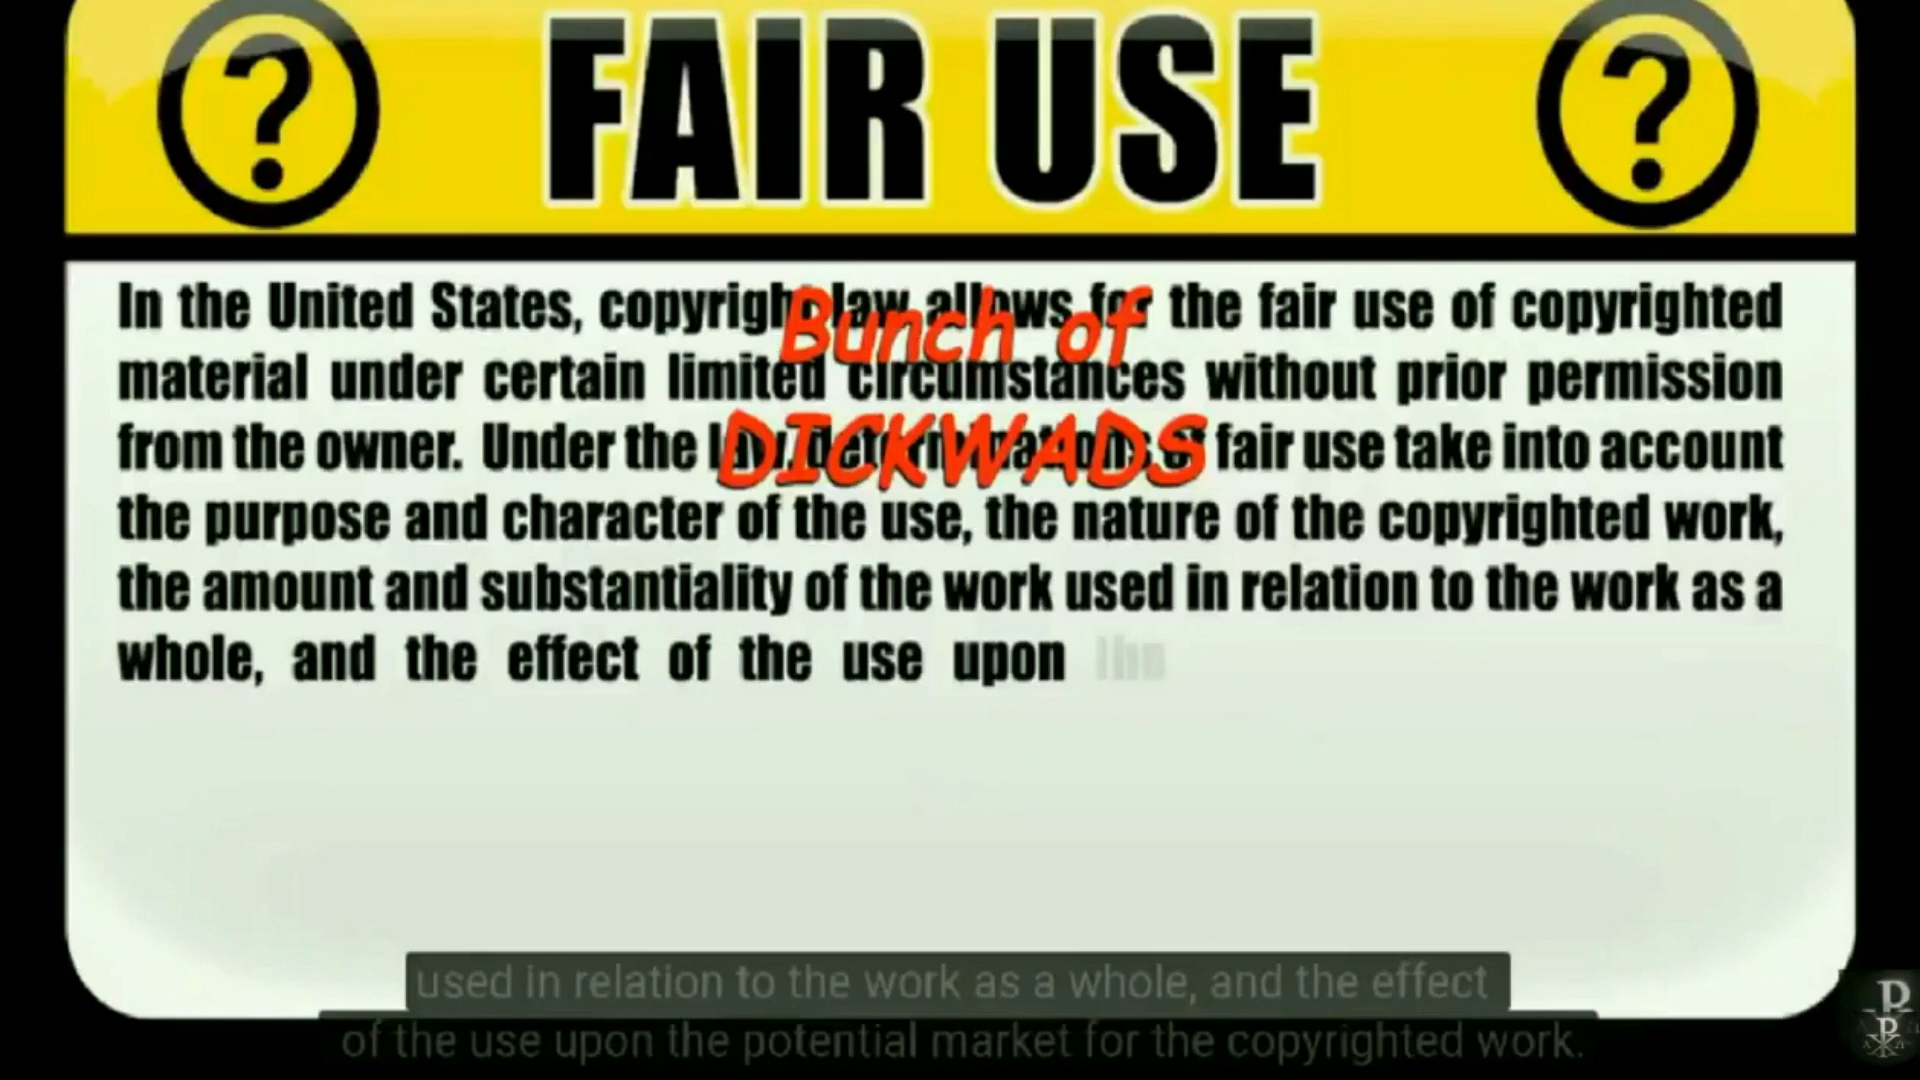 FAIR USE
In the United States, copyright law allows for the fair use of copyrighted
Bunch of
material under certain limited circumstances without prior permission
DICKWADS
from the owner. Under the law, determinations of fair use take into account
the purpose and character of the use, the nature of the copyrighted work,
the amount and substantiality of the work used in relation to the work as a
whole, and the effect of the use upon the
used in relation to the work as a whole, and the effect
of the use upon the potential market for the copyrighted work.